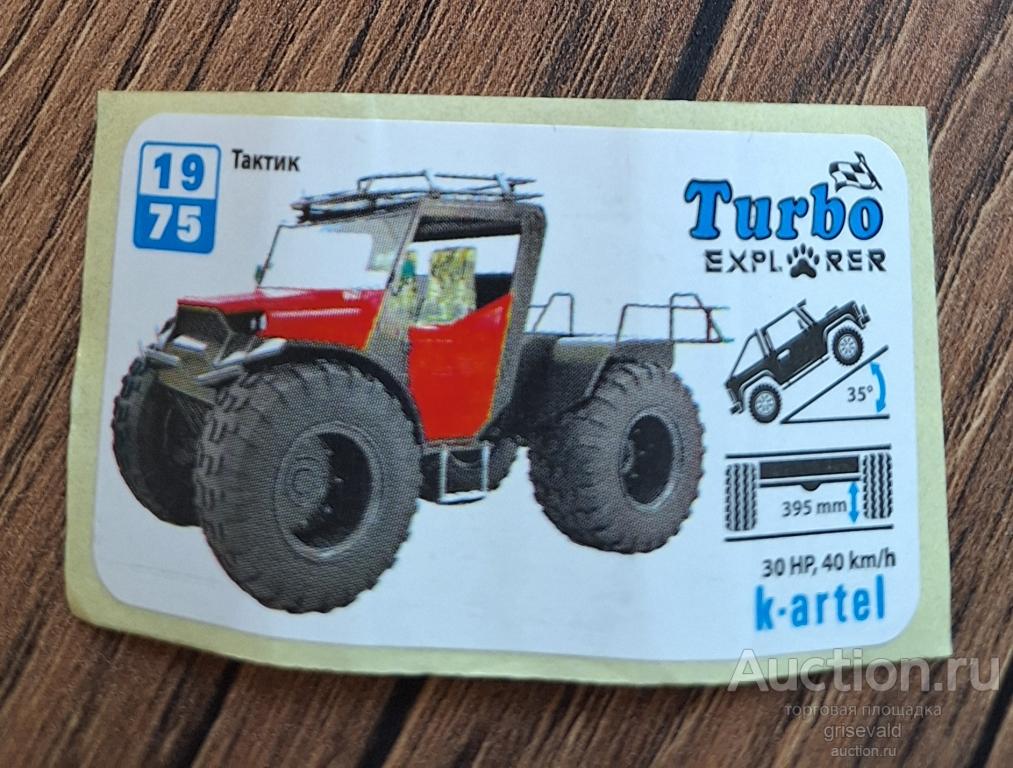 19
75
Тактик
Turbo
EXPLORER
35°
395 mm
30 HP, 40 km/h
k-artel
Auction.ru
торговая площадка
grisevald
auction.ru